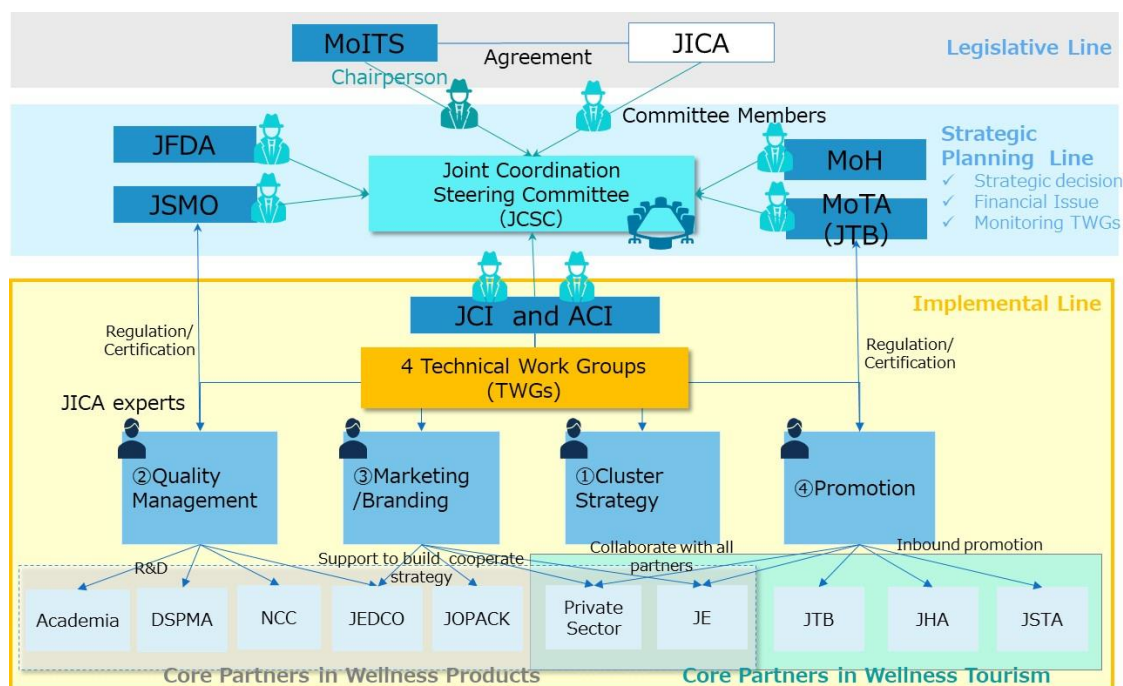 MoITS
JICA
Agreement
Legislative Line
Chairperson
Committee Members
JFDA
JSMO
Joint Coordination
Steering Committee
(JCSC)
MoH
MoTA
(JTB)
Strategic
Planning Line
✓ Strategic decision
✓ Financial Issue
✓ Monitoring TWGs
Implemental Line
JCI and ACI
Regulation/
Certification
4 Technical Work Groups
(TWGs)
Regulation/
Certification
JICA experts
②Quality
Management
③Marketing
/Branding
①Cluster
Strategy
④Promotion
R&D
Support to build cooperate
strategy
Collaborate with all
partners
Inbound promotion
Academia
DSPMA
NCC
JEDCO
JOPACK
Private
Sector
JE
JTB
JHA
JSTA
Core Partners in Wellness Products
Core Partners in Wellness Tourism